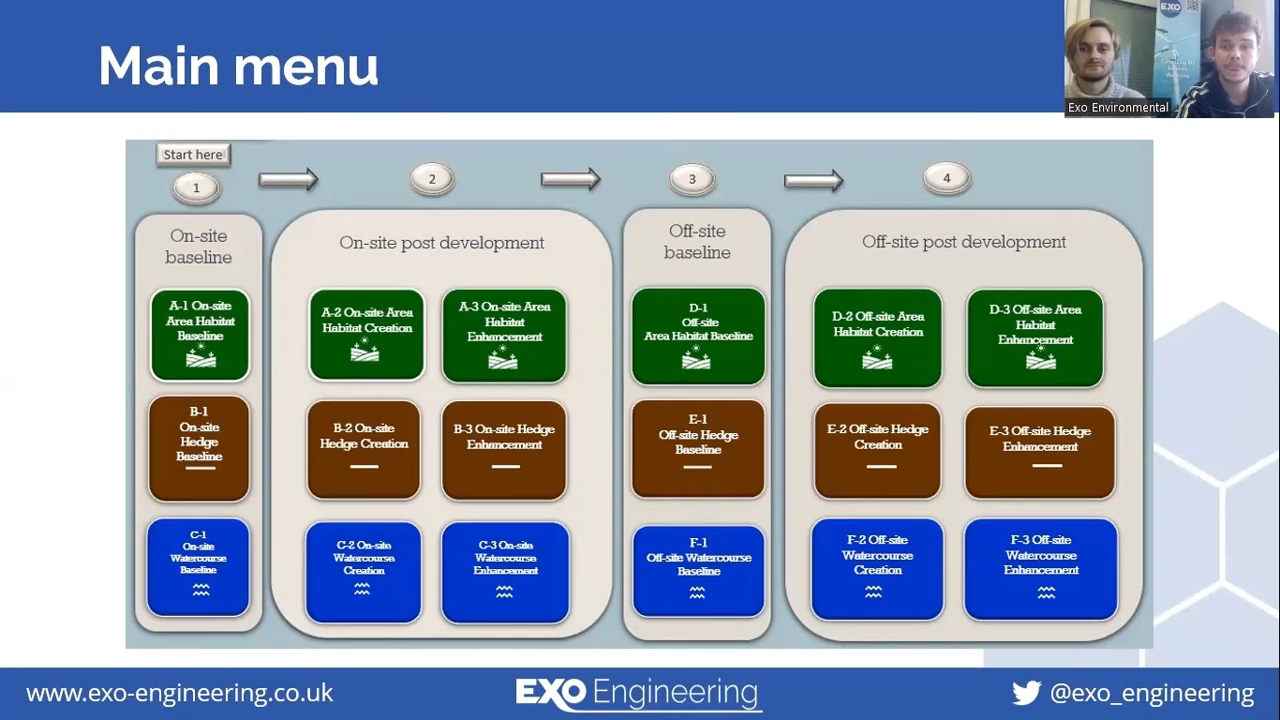 Main menu
EXO
Exo Environmental
Start here
1
2
3
4
On-site
baseline
On-site post development
Off-site
baseline
Off-site post development
A-1 On-site
Area Habitat
Baseline
A-2 On-site Area
Habitat Creation
A-3 On-site Area
Habitat
Enhancement
D-1
Off-site
Area Habitat Baseline
D-2 Off-site Area
Habitat Creation
D-3 Off-site Area
Habitat
Enhancement
B-1
On-site
Hedge
Baseline
B-2 On-site
Hedge Creation
B-3 On-site Hedge
Enhancement
E-1
Off-site Hedge
Baseline
E-2 Off-site Hedge
Creation
E-3 Off-site Hedge
Enhancement
C-1
On-site
Watercourse
Baseline
C-2 On-site
Watercourse
Creation
C-3 On-site
Watercourse
Enhancement
F-1
Off-site Watercourse
Baseline
F-2 Off-site
Watercourse
Creation
F-3 Off-site
Watercourse
Enhancement
www.exo-engineering.co.uk
EXO Engineering
@exo_engineering